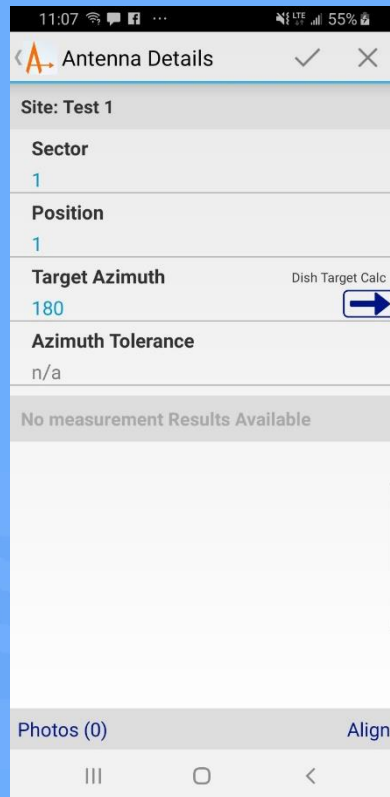 11:07 ... LTE 55%
Antenna Details
Site: Test 1
Sector
1
Position
1
Target Azimuth Dish Target Calc
180
Azimuth Tolerance
n/a
No measurement Results Available
Photos (0) Align